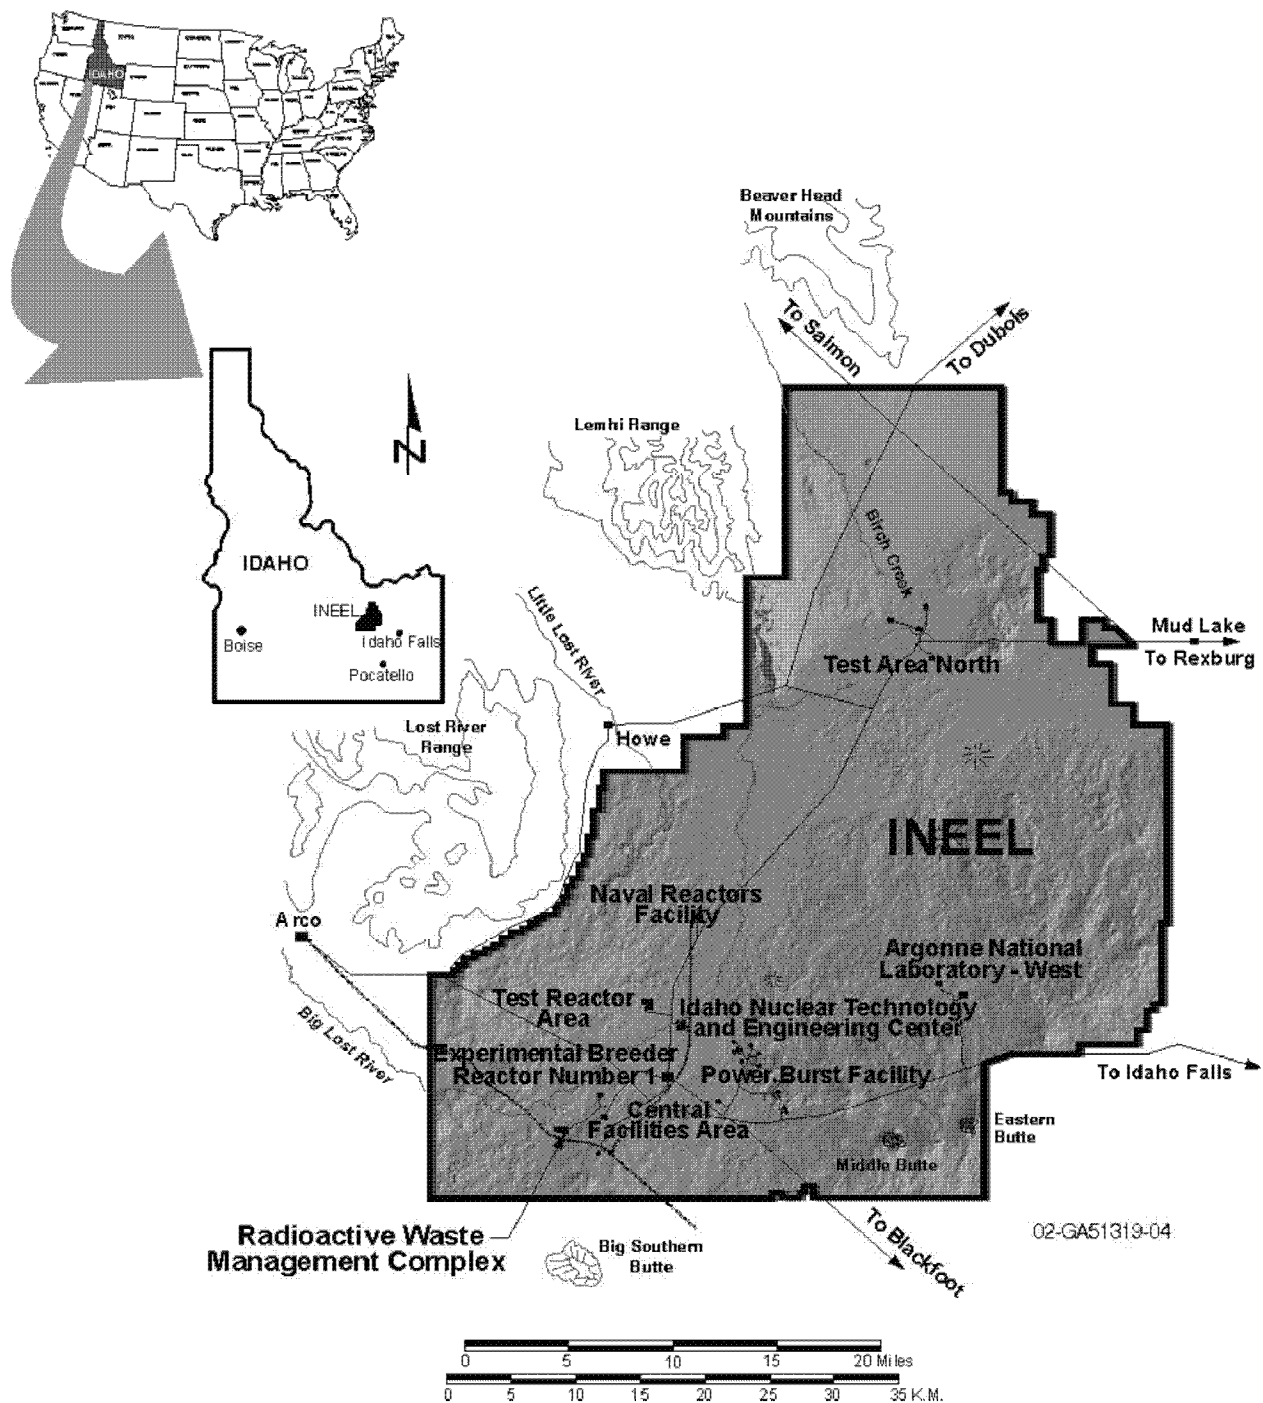 IDAHO
Beaver Head
Mountains
To Salmon
To Dubois
N
Lemhi Range
Birch Creek
IDAHO
INEEL
Boise
Idaho Falls
Pocatello
Little Lost River
Mud Lake
To Rexburg
Test Area North
Lost River
Range
Howe
INEEL
Naval Reactors
Facility
Arco
Argonne National
Laboratory - West
Test Reactor
Area
Idaho Nuclear Technology
and Engineering Center
Big Lost River
Experimental Breeder
Reactor Number 1
Power Burst Facility
To Idaho Falls
Central
Facilities Area
Eastern
Butte
Middle Butte
Radioactive Waste
Management Complex
Big Southern
Butte
To Blackfoot
02-GA51319-04
0 5 10 15 20 Miles
0 5 10 15 20 25 30 35 K.M.